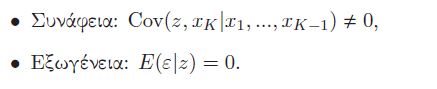 • Συνάφεια: Cov(z, x_K|x_1, ..., x_{K−1}) ≠ 0,
• Εξωγένεια: E(ε|z) = 0.